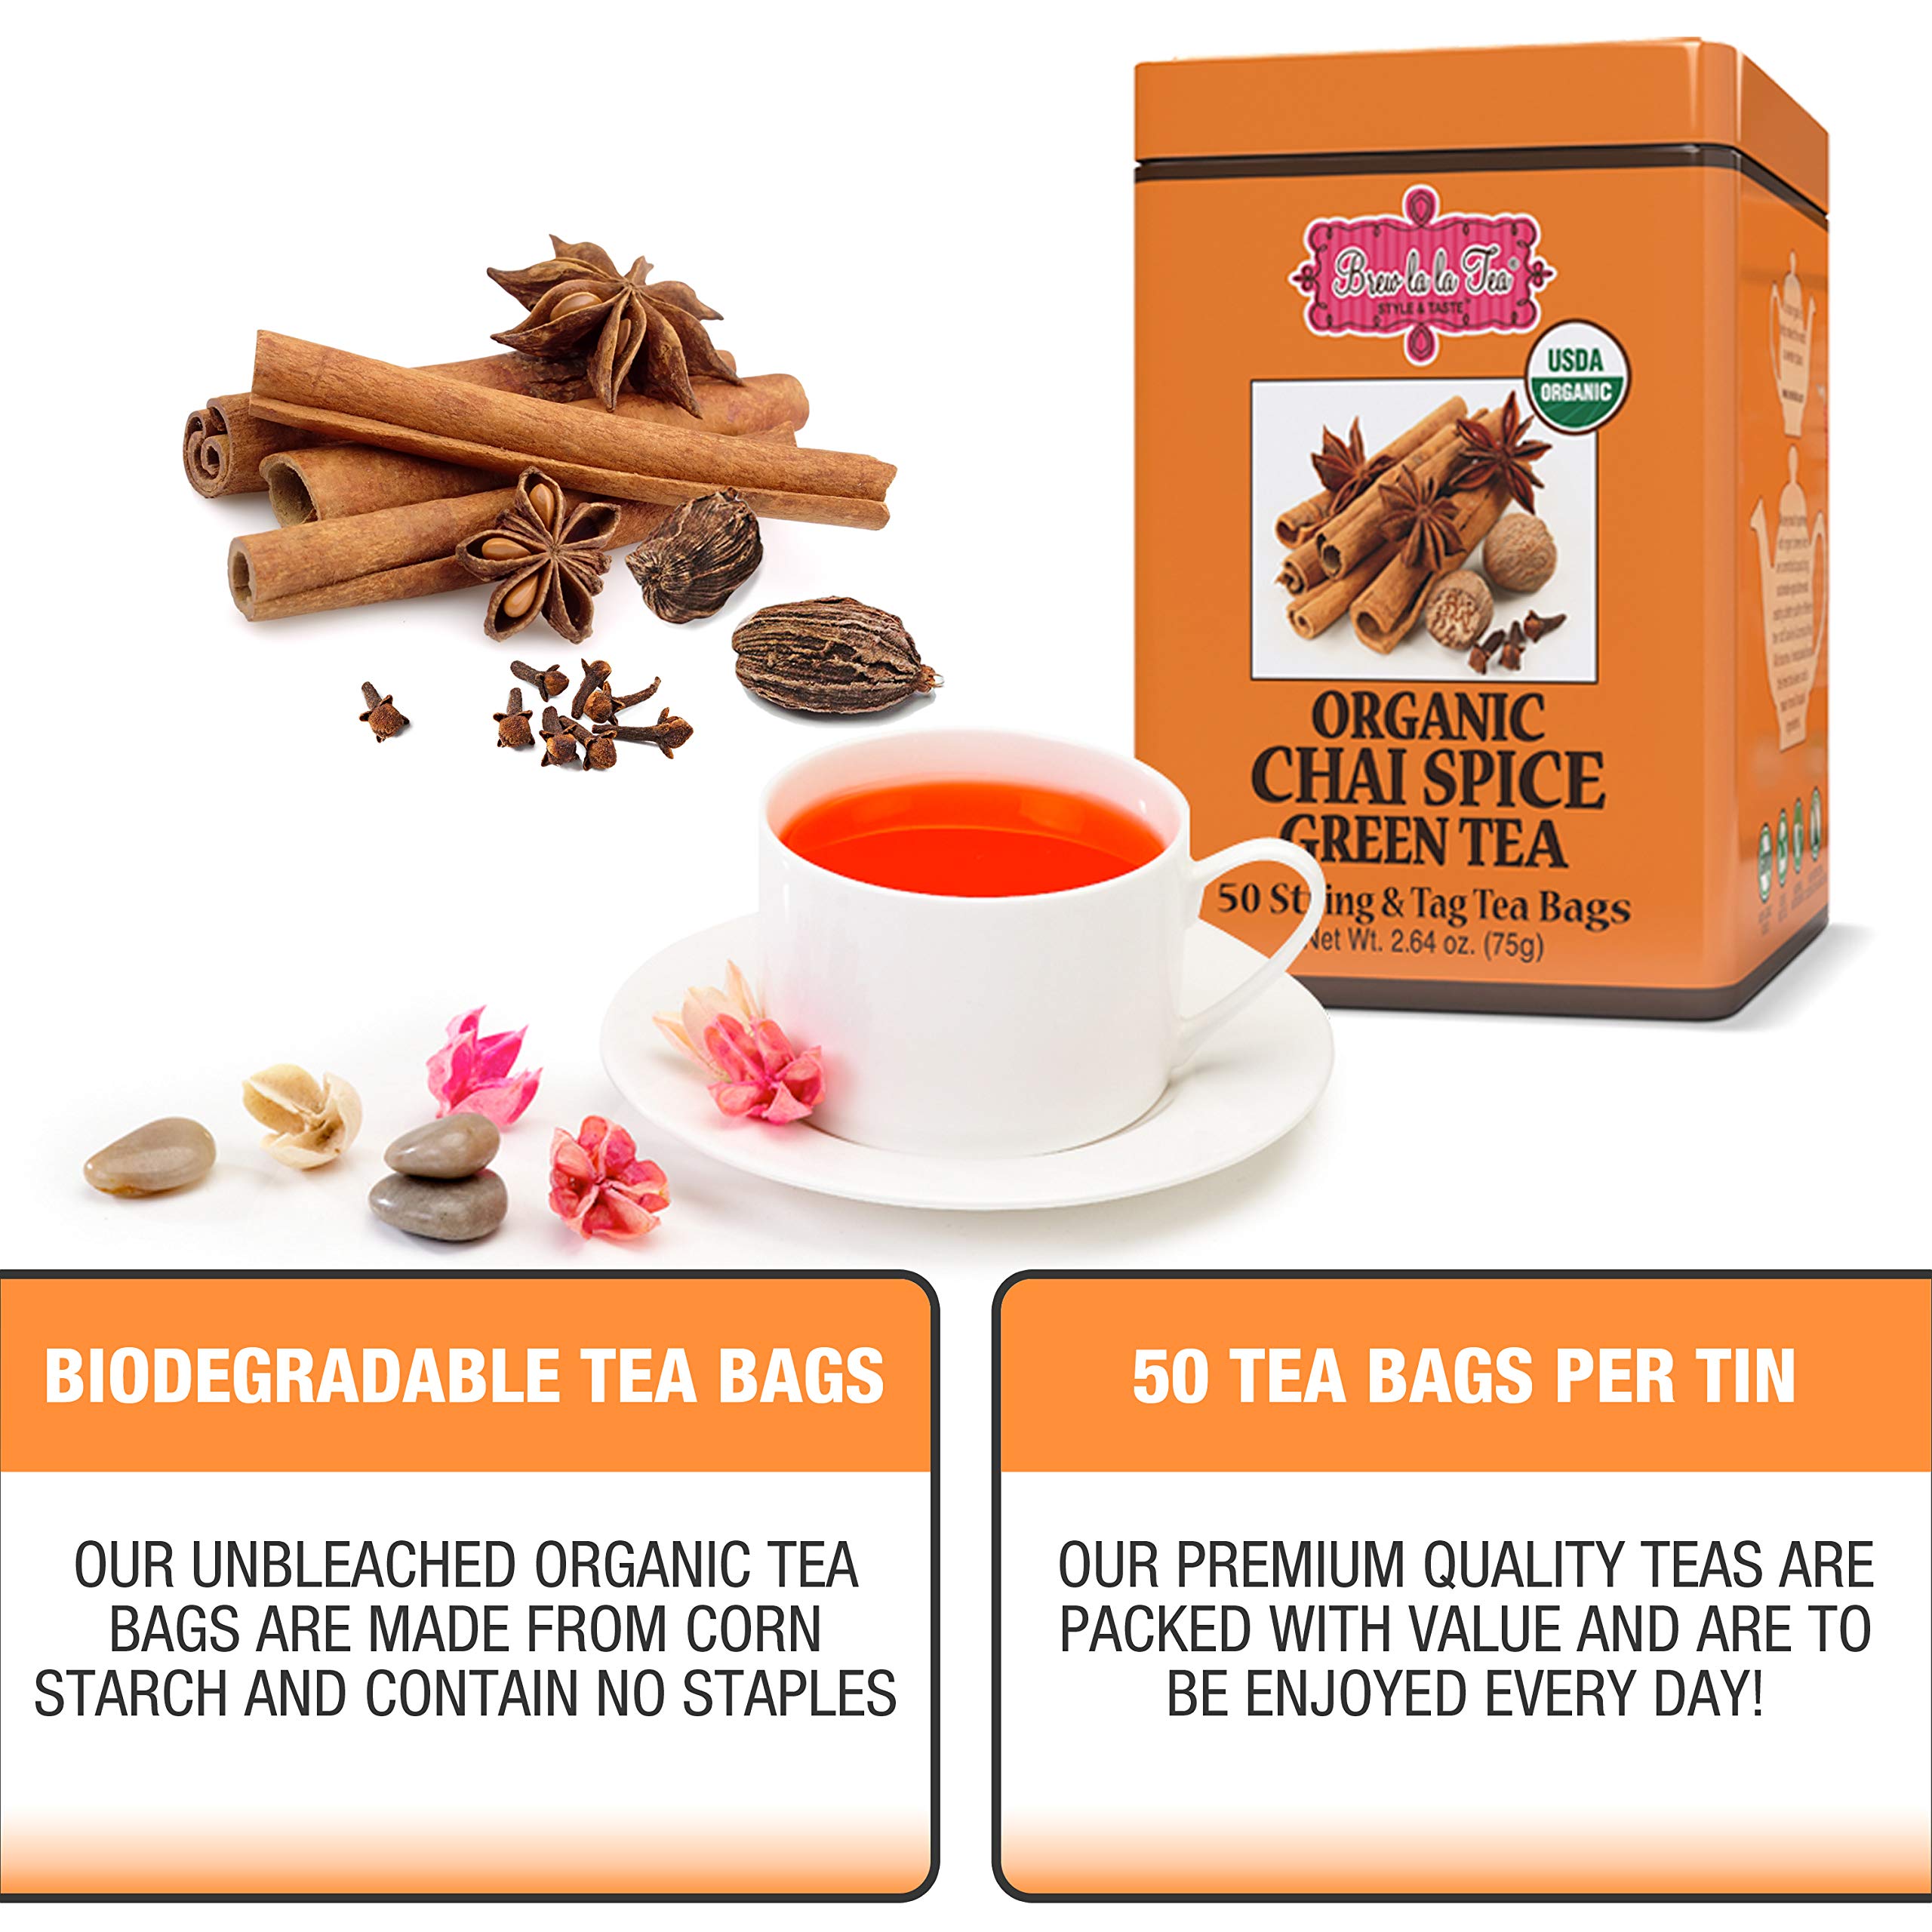 Brew la la Tea®
STYLE & TASTE™
USDA
ORGANIC
ORGANIC
CHAI SPICE
GREEN TEA
50 String & Tag Tea Bags
Net Wt. 2.64 oz. (75g)
BIODEGRADABLE TEA BAGS
OUR UNBLEACHED ORGANIC TEA
BAGS ARE MADE FROM CORN
STARCH AND CONTAIN NO STAPLES
50 TEA BAGS PER TIN
OUR PREMIUM QUALITY TEAS ARE
PACKED WITH VALUE AND ARE TO
BE ENJOYED EVERY DAY!